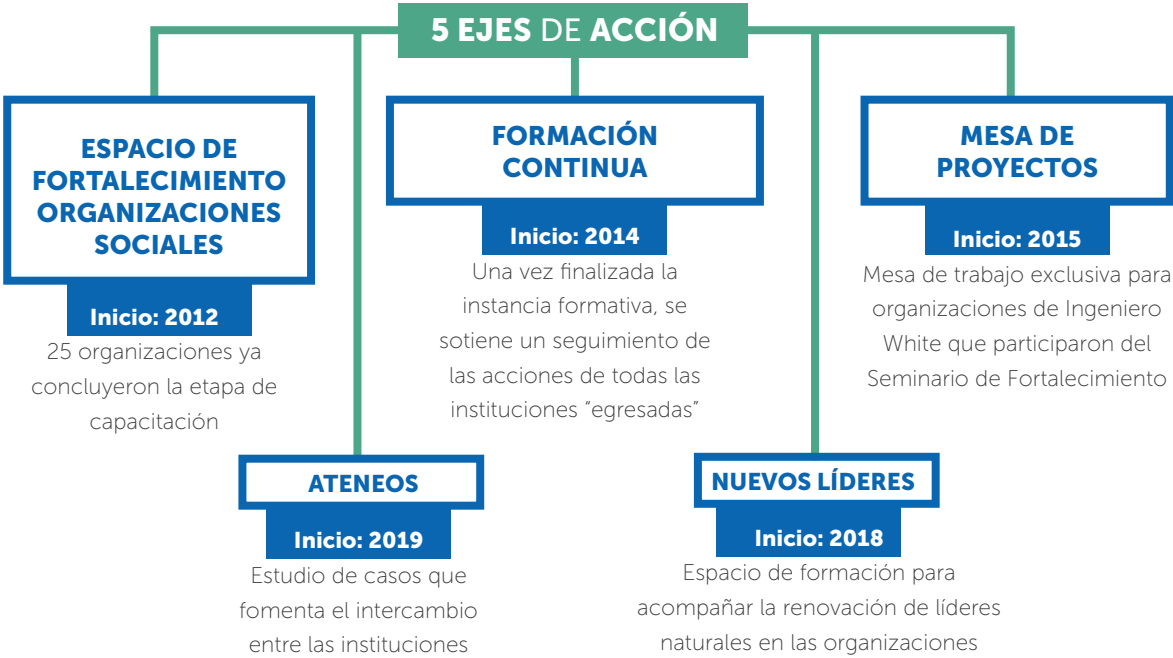 5 EJES DE ACCIÓN
ESPACIO DE
FORTALECIMIENTO
ORGANIZACIONES
SOCIALES
Inicio: 2012
25 organizaciones ya
concluyeron la etapa de
capacitación
FORMACIÓN
CONTINUA
Inicio: 2014
Una vez finalizada la
instancia formativa, se
sotiene un seguimiento de
las acciones de todas las
instituciones “egresadas”
MESA DE
PROYECTOS
Inicio: 2015
Mesa de trabajo exclusiva para
organizaciones de Ingeniero
White que participaron del
Seminario de Fortalecimiento
ATENEOS
Inicio: 2019
Estudio de casos que
fomenta el intercambio
entre las instituciones
NUEVOS LÍDERES
Inicio: 2018
Espacio de formación para
acompañar la renovación de líderes
naturales en las organizaciones